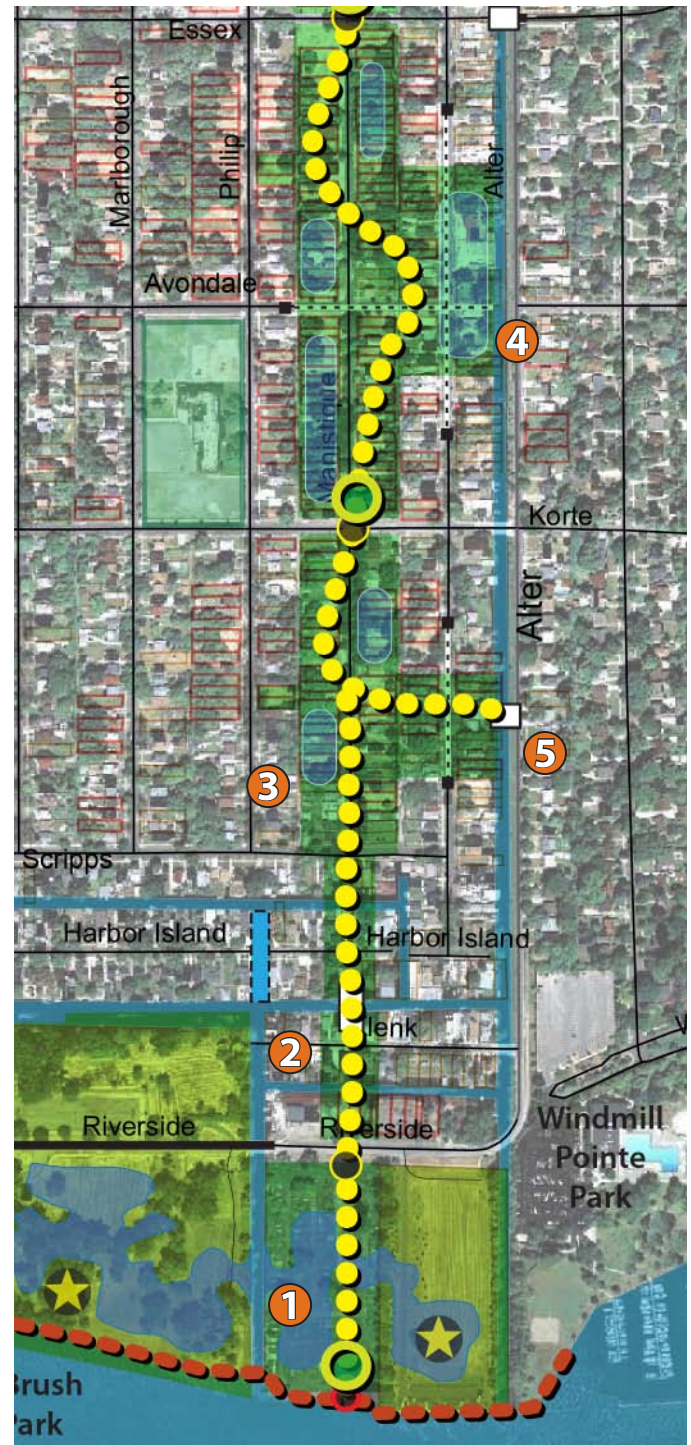 Essex
Marlborough
Philip
Alter
Avondale
4
Manistique
Korte
Alter
5
3
Scripps
Harbor Island
Harbor Island
lenk
2
Riverside
Riverside
Windmill
Pointe
Park
1
Brush
Park